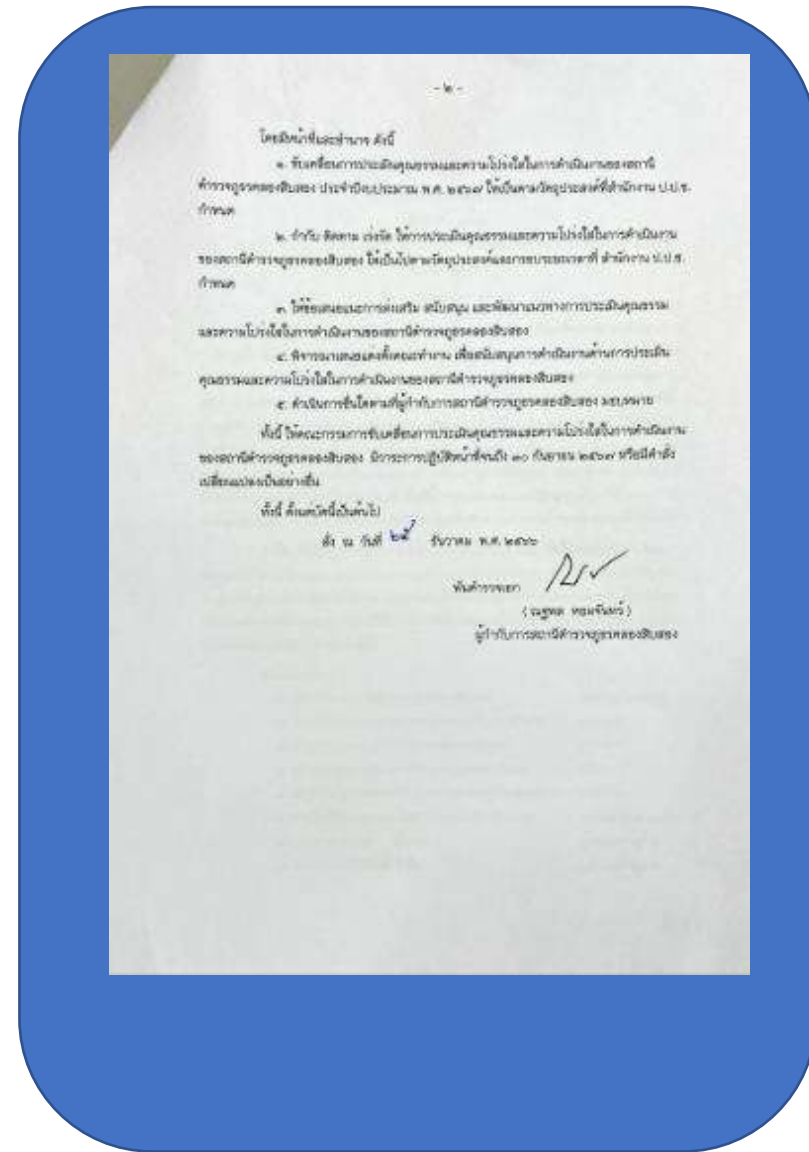 - ๒ -
โดยมีหน้าที่และอำนาจ ดังนี้
๑. ขับเคลื่อนการประเมินคุณธรรมและความโปร่งใสในการดำเนินงานของสถานี
ตำรวจภูธรคลองสิบสอง ประจำปีงบประมาณ พ.ศ. ๒๕๖๗ ให้เป็นตามวัตถุประสงค์ที่สำนักงาน ป.ป.ช.
กำหนด
๒. กำกับ ติดตาม เร่งรัด ให้การประเมินคุณธรรมและความโปร่งใสในการดำเนินงาน
ของสถานีตำรวจภูธรคลองสิบสอง ให้เป็นไปตามวัตถุประสงค์และกรอบระยะเวลาที่ สำนักงาน ป.ป.ช.
กำหนด
๓. ให้ข้อเสนอแนะการส่งเสริม สนับสนุน และพัฒนาแนวทางการประเมินคุณธรรม
และความโปร่งใสในการดำเนินงานของสถานีตำรวจภูธรคลองสิบสอง
๔. พิจารณาเสนอแต่งตั้งคณะทำงาน เพื่อสนับสนุนการดำเนินงานด้านการประเมิน
คุณธรรมและความโปร่งใสในการดำเนินงานของสถานีตำรวจภูธรคลองสิบสอง
๕. ดำเนินการอื่นใดตามที่ผู้กำกับการสถานีตำรวจภูธรคลองสิบสอง มอบหมาย
ทั้งนี้ ให้คณะกรรมการขับเคลื่อนการประเมินคุณธรรมและความโปร่งใสในการดำเนินงาน
ของสถานีตำรวจภูธรคลองสิบสอง มีวาระการปฏิบัติหน้าที่จนถึง ๓๐ กันยายน ๒๕๖๗ หรือมีคำสั่ง
เปลี่ยนแปลงเป็นอย่างอื่น
ทั้งนี้ ตั้งแต่บัดนี้เป็นต้นไป
สั่ง ณ วันที่ ๒๕ ธันวาคม พ.ศ. ๒๕๖๖
พันตำรวจเอก
( ณฐพล หอมจันทร์ )
ผู้กำกับการสถานีตำรวจภูธรคลองสิบสอง